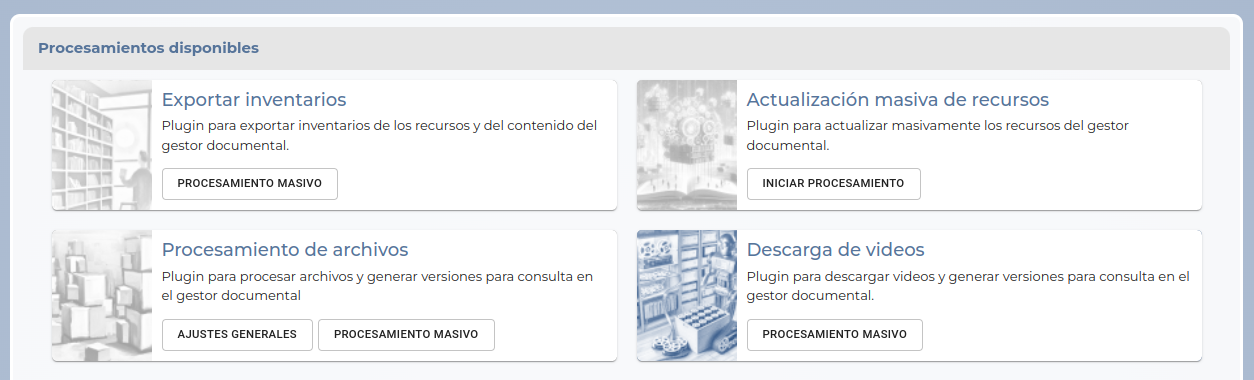 Procesamientos disponibles
Exportar inventarios
Plugin para exportar inventarios de los recursos y del contenido del
gestor documental.
PROCESAMIENTO MASIVO
Actualización masiva de recursos
Plugin para actualizar masivamente los recursos del gestor
documental.
INICIAR PROCESAMIENTO
Procesamiento de archivos
Plugin para procesar archivos y generar versiones para consulta en
el gestor documental
AJUSTES GENERALES PROCESAMIENTO MASIVO
Descarga de videos
Plugin para descargar videos y generar versiones para consulta en el
gestor documental.
PROCESAMIENTO MASIVO